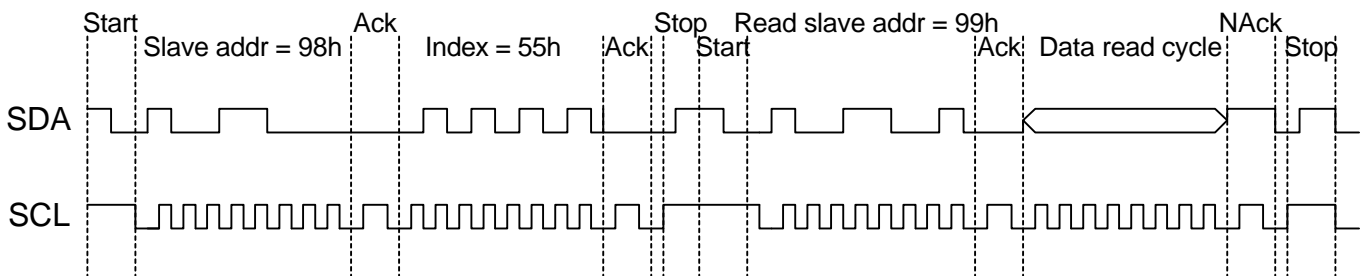 Start Ack Stop Read slave addr = 99h NAck
Slave addr = 98h Index = 55h Ack Start Ack Data read cycle Stop
SDA
SCL